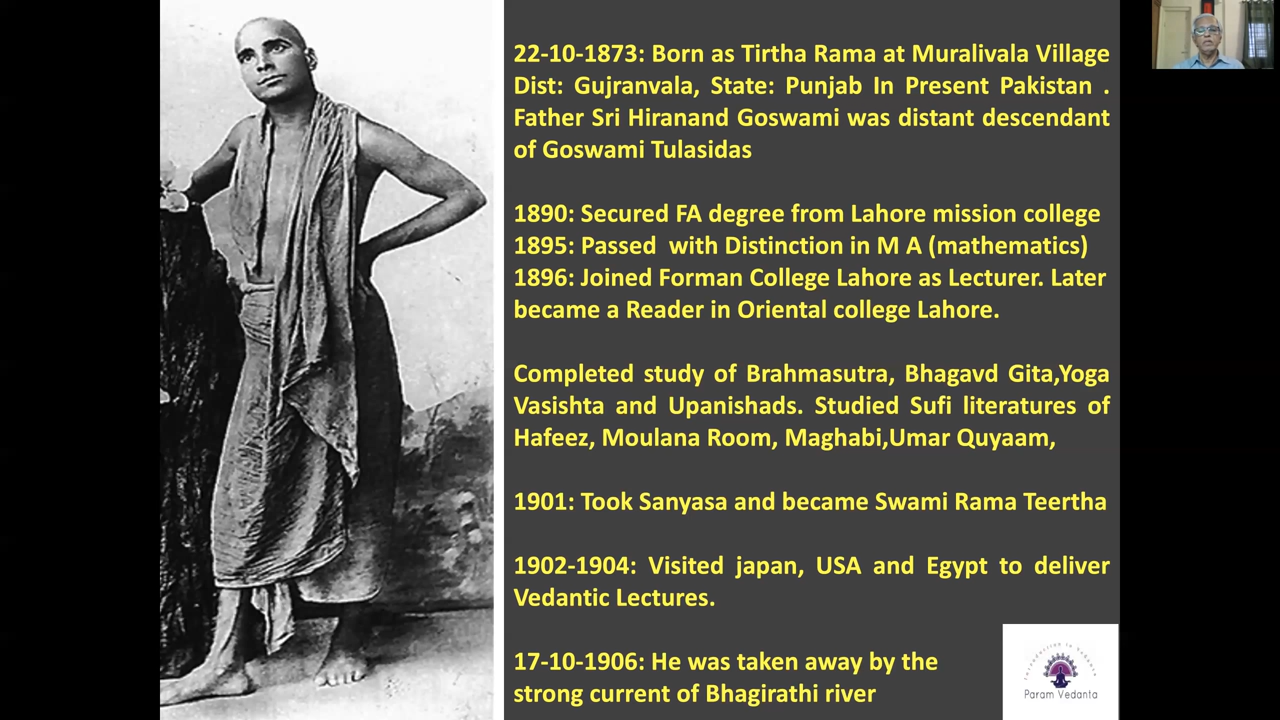 22-10-1873: Born as Tirtha Rama at Muralivala Village
Dist: Gujranvala, State: Punjab In Present Pakistan .
Father Sri Hiranand Goswami was distant descendant
of Goswami Tulasidas
1890: Secured FA degree from Lahore mission college
1895: Passed with Distinction in M A (mathematics)
1896: Joined Forman College Lahore as Lecturer. Later
became a Reader in Oriental college Lahore.
Completed study of Brahmasutra, Bhagavd Gita,Yoga
Vasishta and Upanishads. Studied Sufi literatures of
Hafeez, Moulana Room, Maghabi,Umar Quyaam,
1901: Took Sanyasa and became Swami Rama Teertha
1902-1904: Visited japan, USA and Egypt to deliver
Vedantic Lectures.
17-10-1906: He was taken away by the
strong current of Bhagirathi river
Param Vedanta